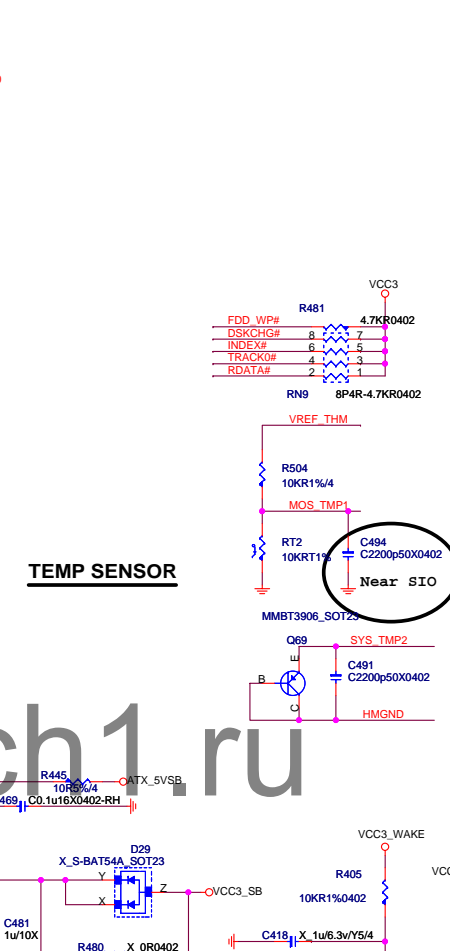 VCC3
R481
4.7KR0402
FDD_WP#
DSKCHG#
8 7
INDEX#
6 5
TRACK0#
4 3
RDATA#
2 1
RN9
8P4R-4.7KR0402
VREF_THM
R504
10KR1%/4
MOS_TMP1
RT2
10KRT1%
C494
C2200p50X0402
Near SIO
TEMP SENSOR
MMBT3906_SOT23
Q69
SYS_TMP2
E
B
C
C491
C2200p50X0402
HMGND
ch1.ru
R445
10R5%/4
ATX_5VSB
469
C0.1u16X0402-RH
D29
X_S-BAT54A_SOT23
Y
X
Z
VCC3_SB
VCC3_WAKE
R405
10KR1%0402
VCC
C481
1u/10X
C418
X_1u/6.3v/Y5/4
R480
X_0R0402